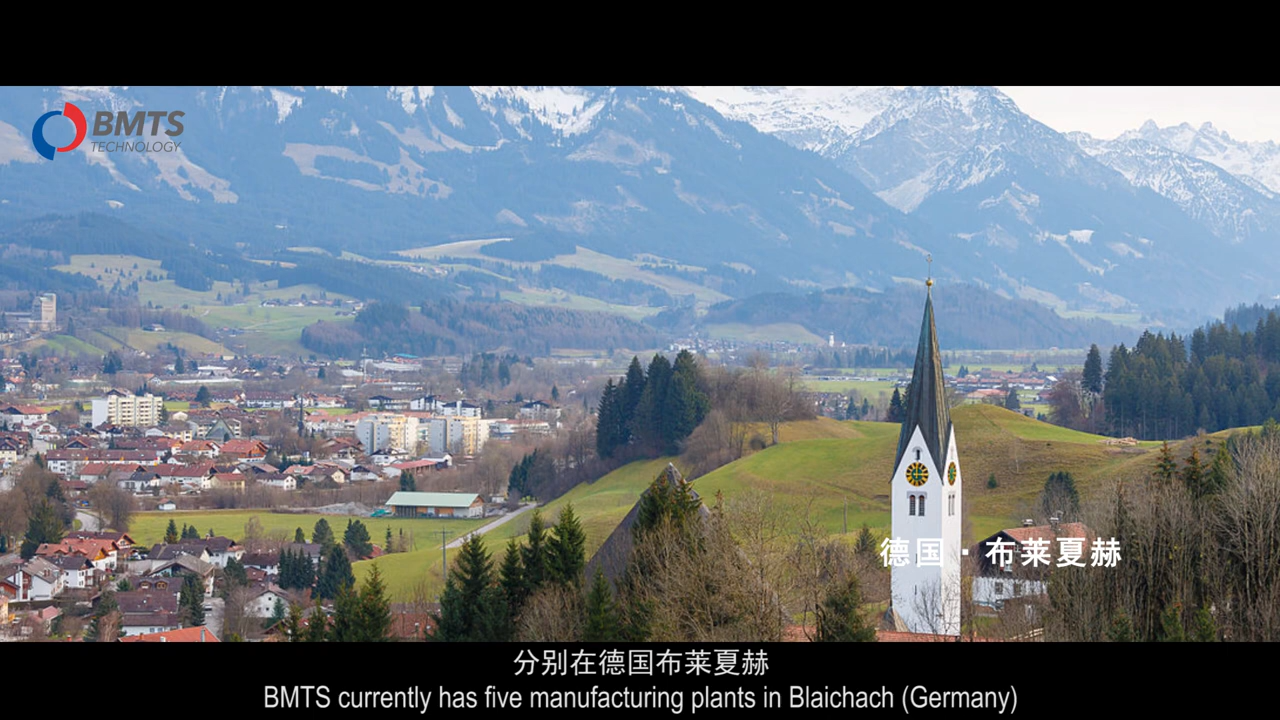 BMTS
TECHNOLOGY
德国·布莱夏赫
分别在德国布莱夏赫
BMTS currently has five manufacturing plants in Blaichach (Germany)